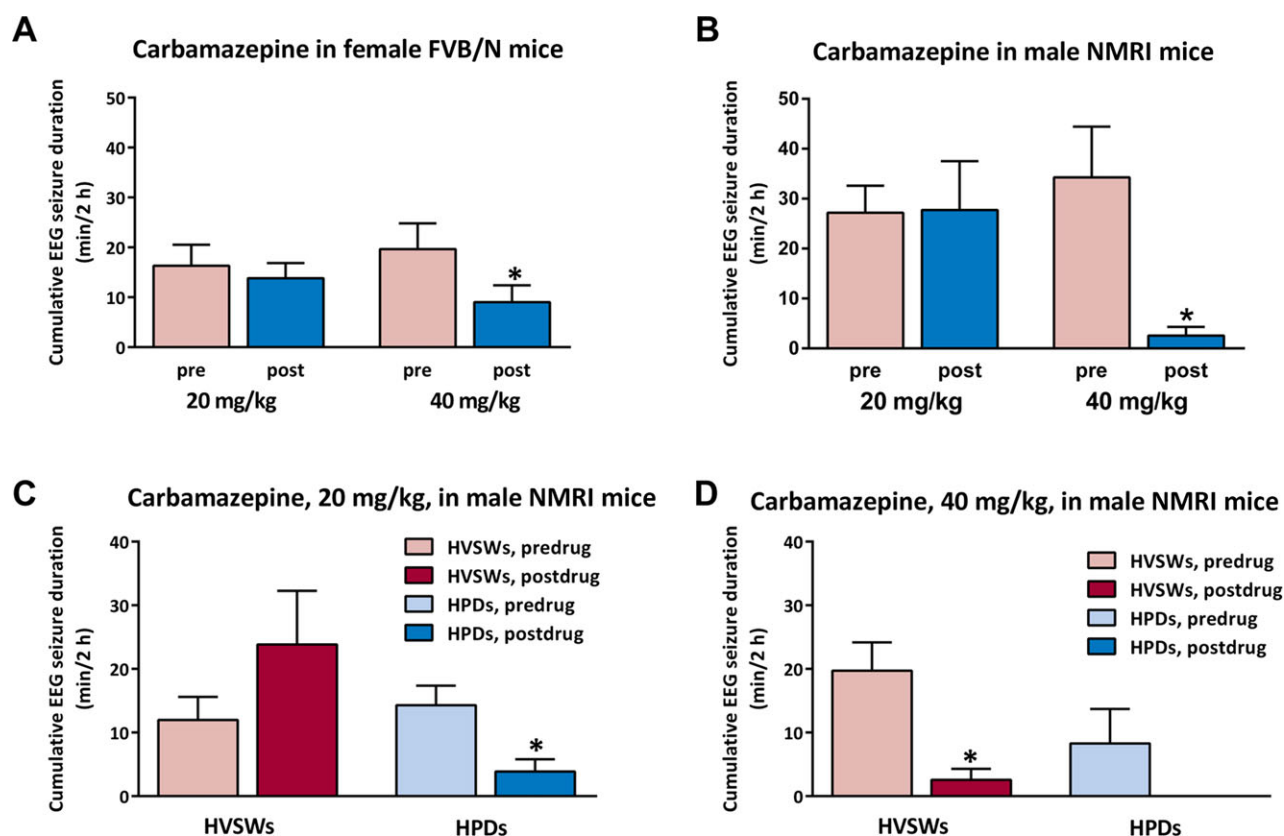 A
Carbamazepine in female FVB/N mice
Cumulative EEG seizure duration
(min/2 h)
50
40
30
20
10
0
*
pre post pre post
20 mg/kg 40 mg/kg
B
Carbamazepine in male NMRI mice
Cumulative EEG seizure duration
(min/2 h)
50
40
30
20
10
0
*
pre post pre post
20 mg/kg 40 mg/kg
C
Carbamazepine, 20 mg/kg, in male NMRI mice
Cumulative EEG seizure duration
(min/2 h)
40
30
20
10
0
HVSWs, predrug
HVSWs, postdrug
HPDs, predrug
HPDs, postdrug
*
HVSWs HPDs
D
Carbamazepine, 40 mg/kg, in male NMRI mice
Cumulative EEG seizure duration
(min/2 h)
40
30
20
10
0
HVSWs, predrug
HVSWs, postdrug
HPDs, predrug
HPDs, postdrug
*
HVSWs HPDs